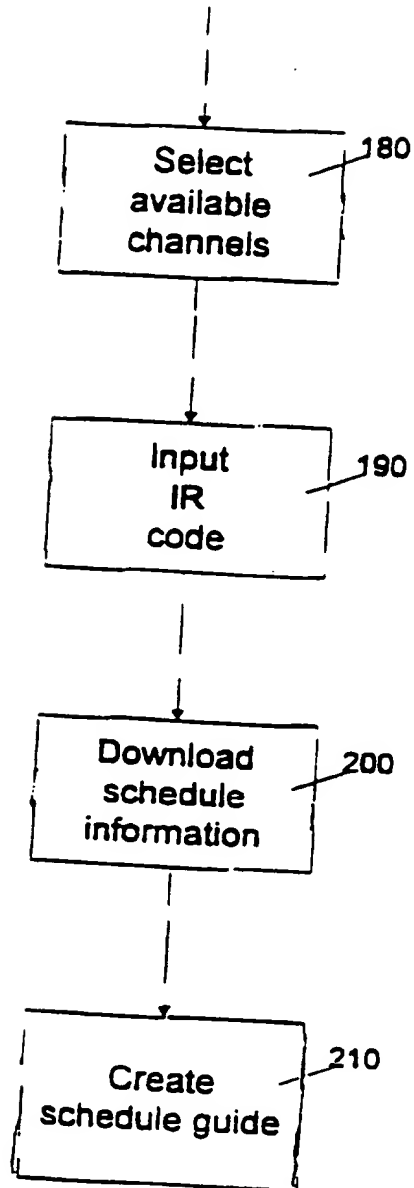 Select
available
channels
180
Input
IR
code
190
Download
schedule
information
200
Create
schedule guide
210